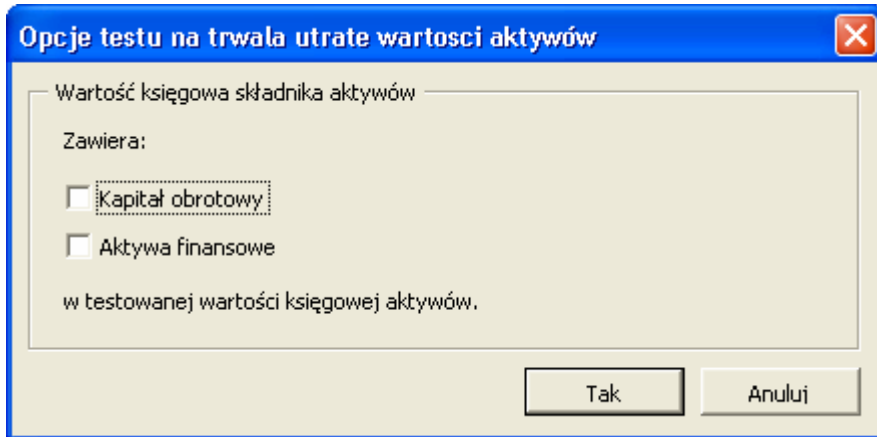 Opcje testu na trwala utrate wartosci aktywów
Wartość księgowa składnika aktywów
Zawiera:
Kapitał obrotowy
Aktywa finansowe
w testowanej wartości księgowej aktywów.
Tak
Anuluj